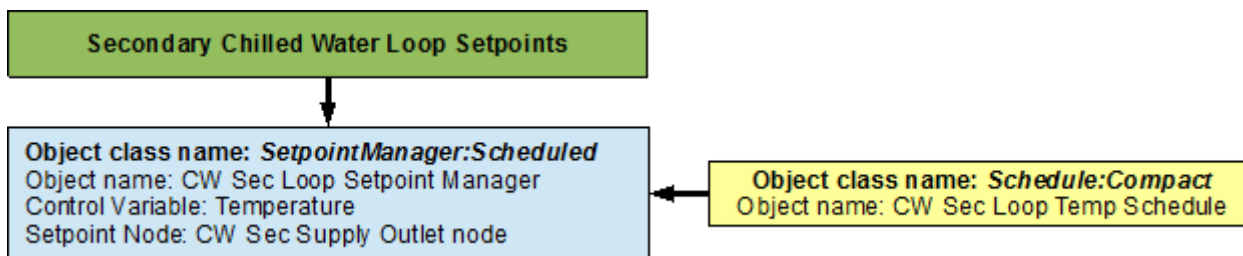 Secondary Chilled Water Loop Setpoints
Object class name: SetpointManager:Scheduled
Object name: CW Sec Loop Setpoint Manager
Control Variable: Temperature
Setpoint Node: CW Sec Supply Outlet node
Object class name: Schedule:Compact
Object name: CW Sec Loop Temp Schedule